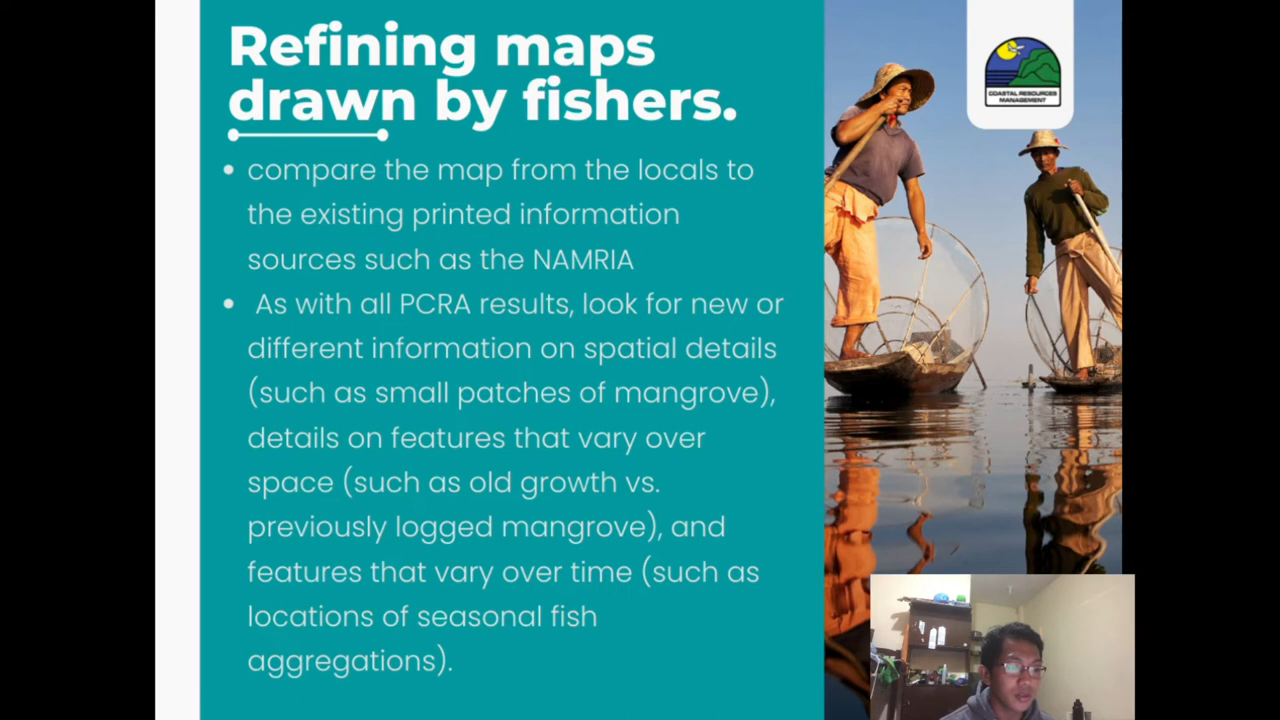 Refining maps
drawn by fishers.
• compare the map from the locals to
the existing printed information
sources such as the NAMRIA
• As with all PCRA results, look for new or
different information on spatial details
(such as small patches of mangrove),
details on features that vary over
space (such as old growth vs.
previously logged mangrove), and
features that vary over time (such as
locations of seasonal fish
aggregations).
COASTAL RESOURCES
MANAGEMENT